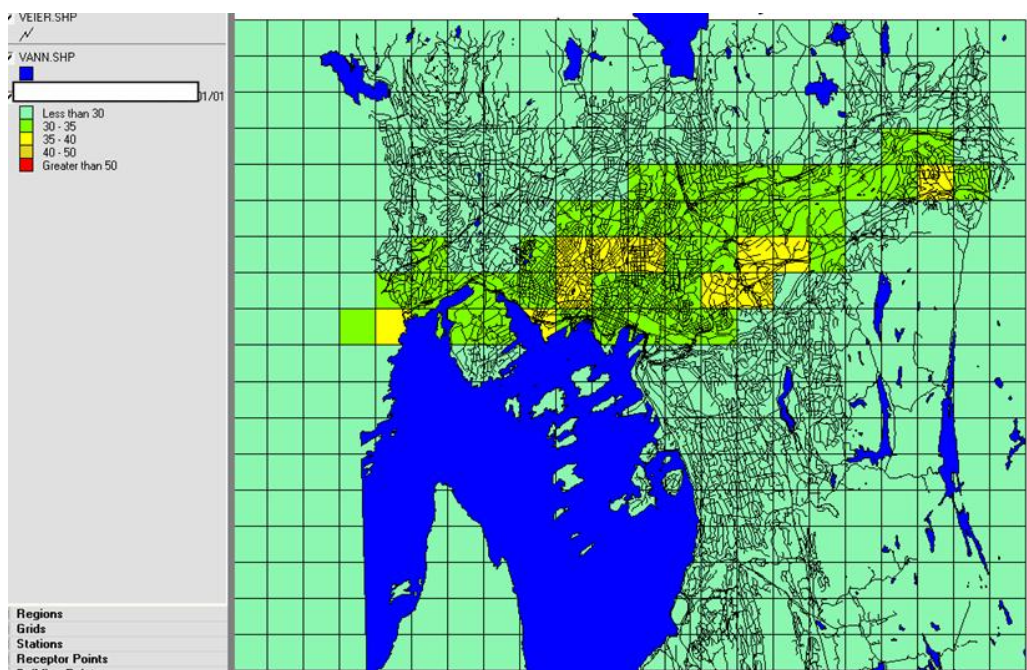 VEIER.SHP
VANN.SHP
01/01
Less than 30
30 - 35
35 - 40
40 - 50
Greater than 50
Regions
Grids
Stations
Receptor Points